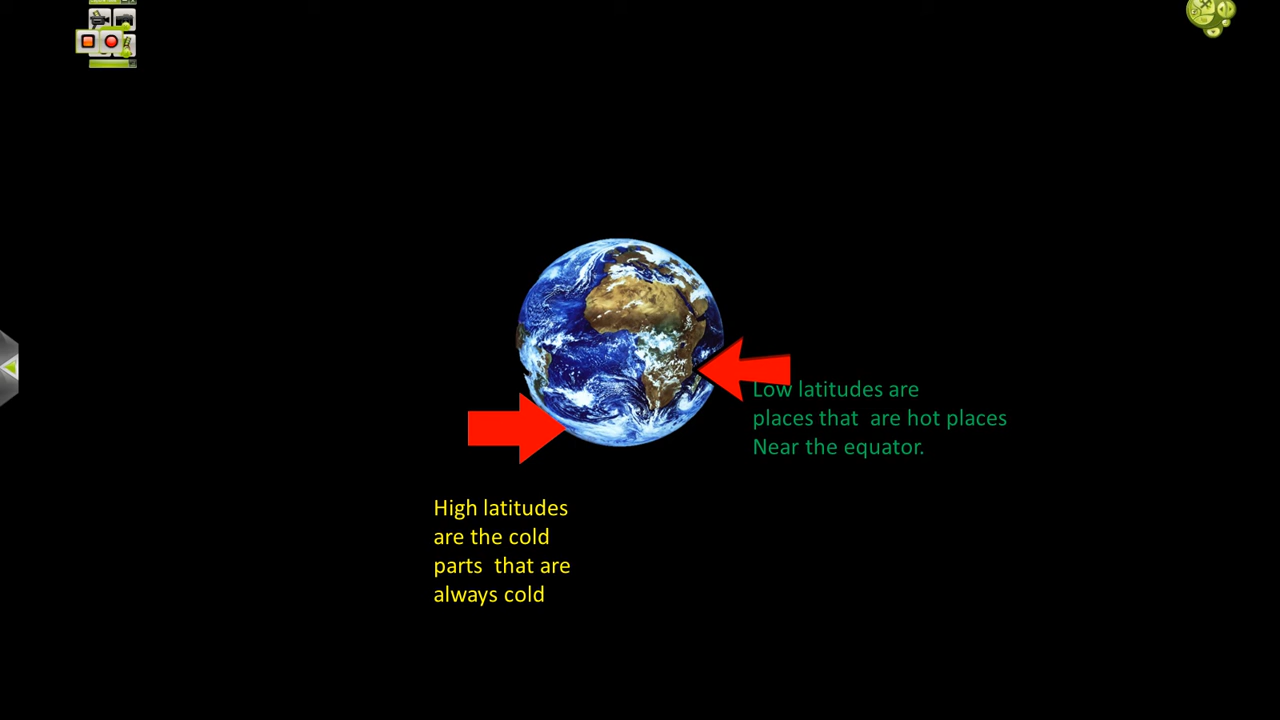 Low latitudes are
places that  are hot places
Near the equator.
High latitudes
are the cold
parts  that are
always cold